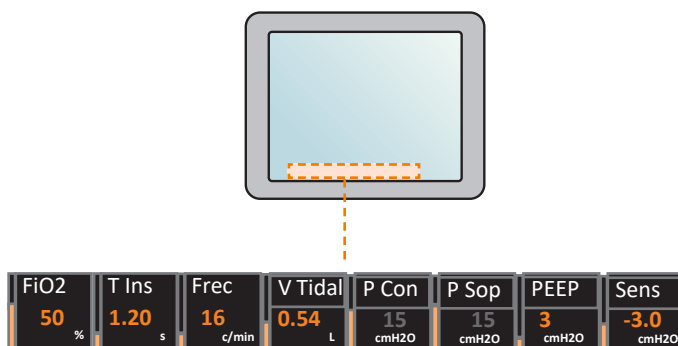 FiO2 T Ins Frec V Tidal P Con P Sop PEEP Sens
50 1.20 16 0.54 15 15 3 -3.0
% s c/min L cmH2O cmH2O cmH2O cmH2O